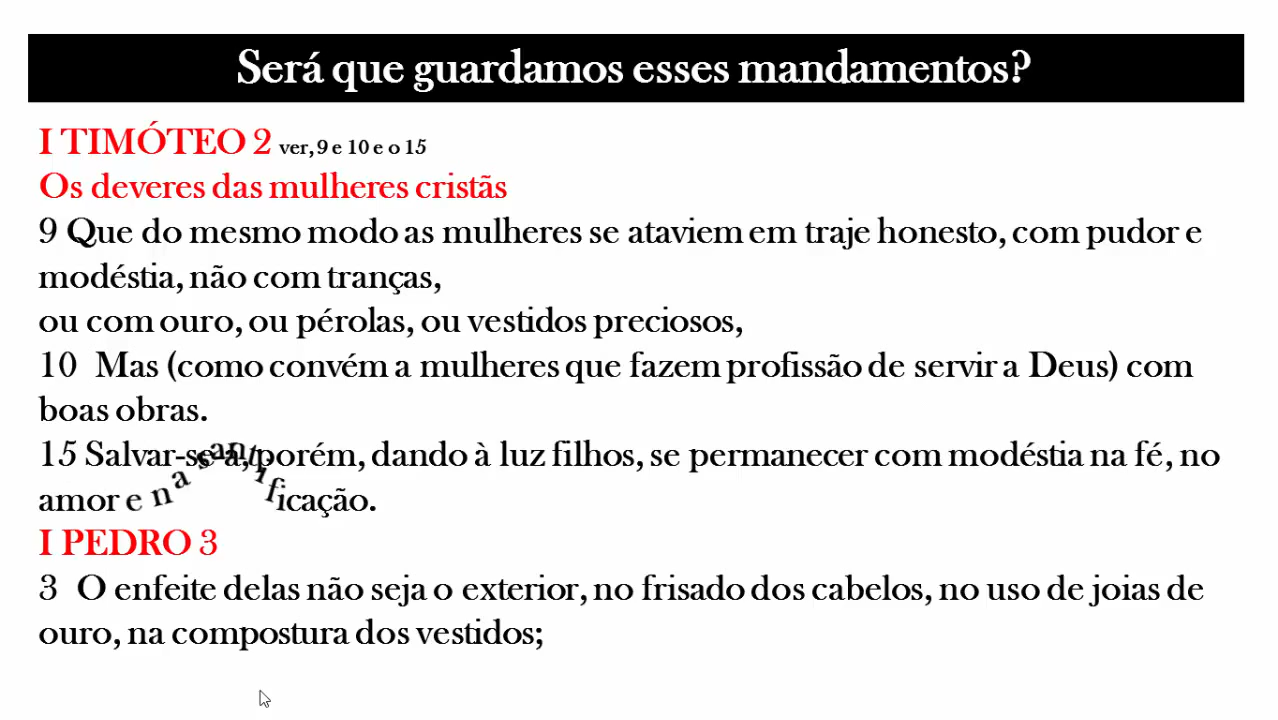 Será que guardamos esses mandamentos?
I TIMÓTEO 2 ver, 9 e 10 e o 15
Os deveres das mulheres cristãs
9 Que do mesmo modo as mulheres se ataviem em traje honesto, com pudor e
modéstia, não com tranças,
ou com ouro, ou pérolas, ou vestidos preciosos,
10 Mas (como convém a mulheres que fazem profissão de servir a Deus) com
boas obras.
15 Salvar-se-á, porém, dando à luz filhos, se permanecer com modéstia na fé, no
amor e na santificação.
I PEDRO 3
3 O enfeite delas não seja o exterior, no frisado dos cabelos, no uso de joias de
ouro, na compostura dos vestidos;